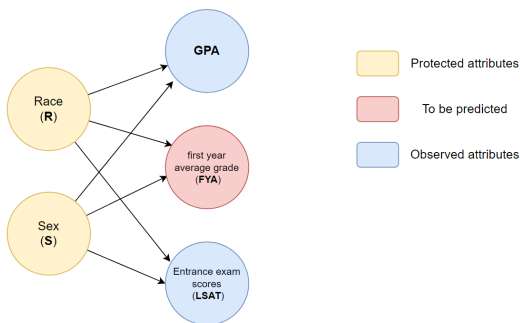 GPA
Race
(R)
first year
average grade
(FYA)
Sex
(S)
Entrance exam
scores
(LSAT)
Protected attributes
To be predicted
Observed attributes